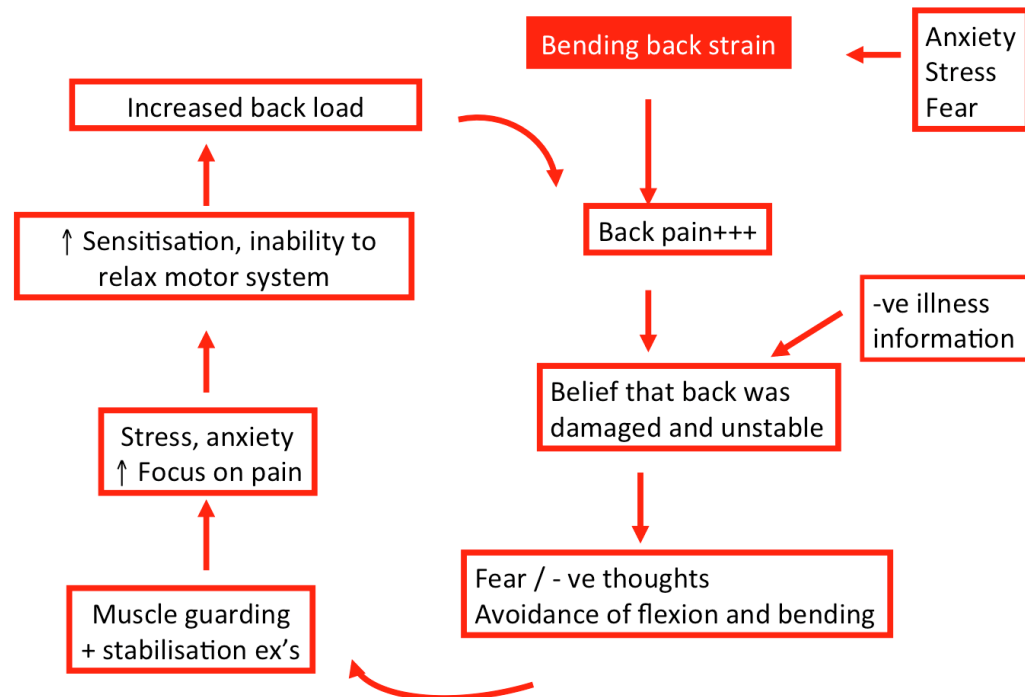 Bending back strain
Anxiety
Stress
Fear
Increased back load
Back pain+++
↑ Sensitisation, inability to
relax motor system
-ve illness
information
Belief that back was
damaged and unstable
Stress, anxiety
↑ Focus on pain
Fear / - ve thoughts
Avoidance of flexion and bending
Muscle guarding
+ stabilisation ex’s